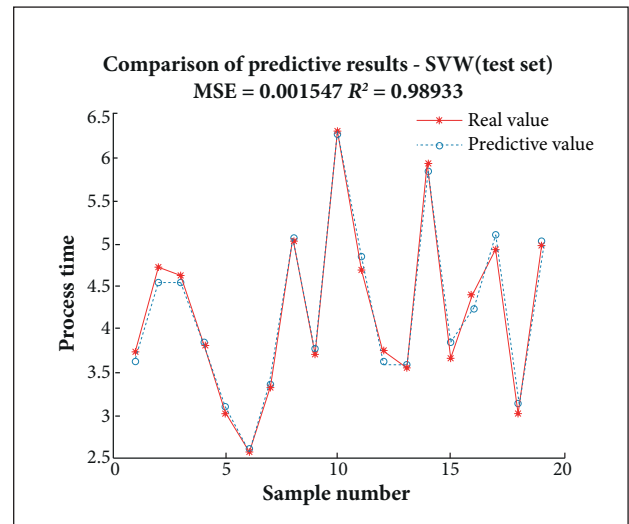 Comparison of predictive results - SVW(test set)
MSE = 0.001547 R² = 0.98933
Real value
Predictive value
6.5
6
5.5
5
4.5
4
3.5
3
2.5
Process time
0
5
10
15
20
Sample number